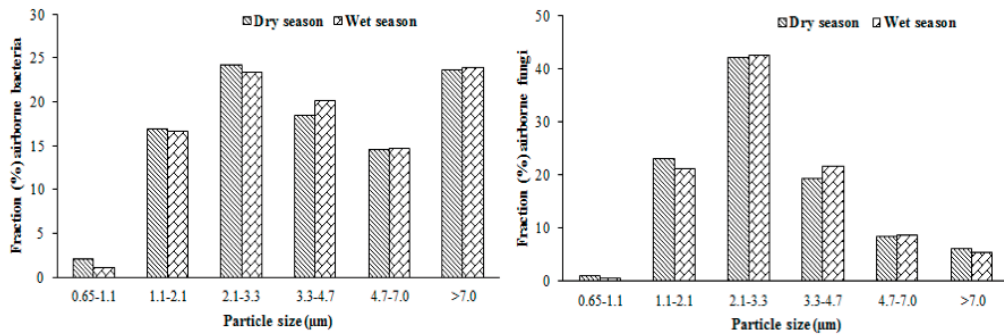 Fraction (%) airborne bacteria
30
25
20
15
10
5
0
Dry season Wet season
0.65-1.1 1.1-2.1 2.1-3.3 3.3-4.7 4.7-7.0 >7.0
Particle size (μm)
Fraction (%) airborne fungi
50
40
30
20
10
0
Dry season Wet season
0.65-1.1 1.1-2.1 2.1-3.3 3.3-4.7 4.7-7.0 >7.0
Particle size (μm)